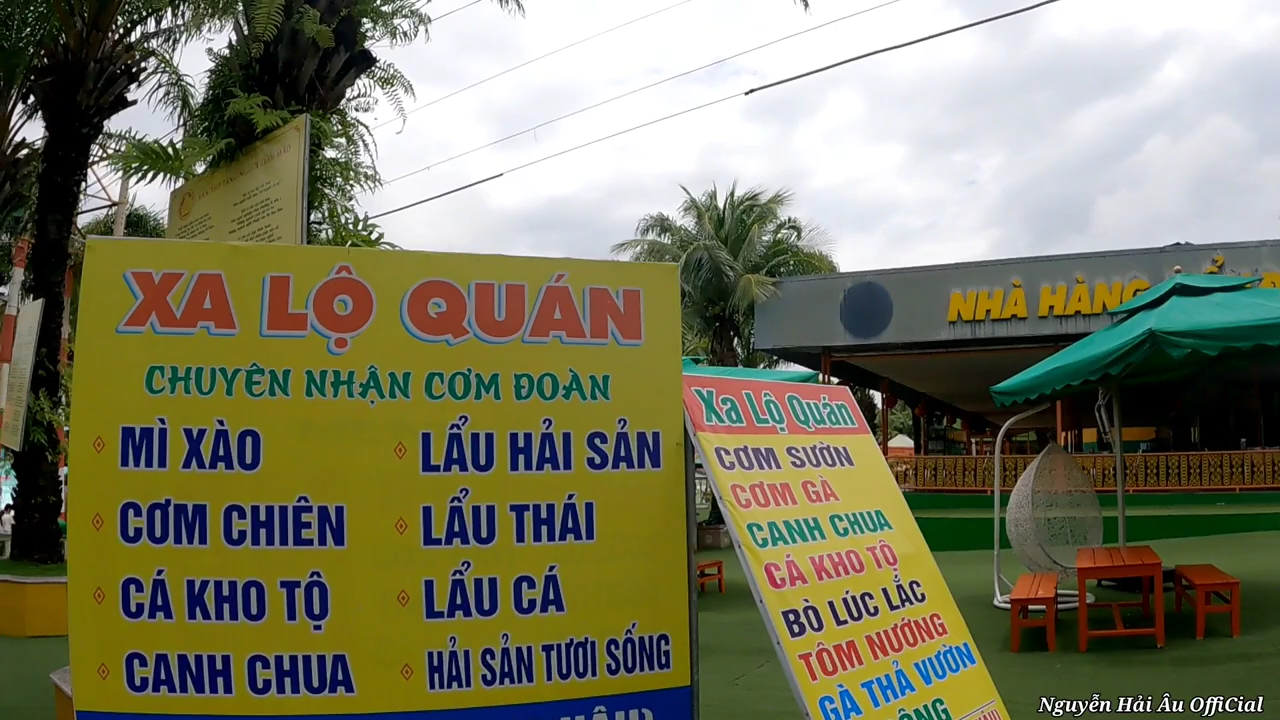 XA LỘ QUÁN
CHUYÊN NHẬN CƠM ĐOÀN
MÌ XÀO
CƠM CHIÊN
CÁ KHO TỘ
CANH CHUA
LẨU HẢI SẢN
LẨU THÁI
LẨU CÁ
HẢI SẢN TƯƠI SỐNG
Xa Lộ Quán
CƠM SƯỜN
CƠM GÀ
CANH CHUA
CÁ KHO TỘ
BÒ LÚC LẮC
TÔM NƯỚNG
GÀ THẢ VƯỜN
NHÀ HÀNG
Nguyễn Hải Âu OffiCial